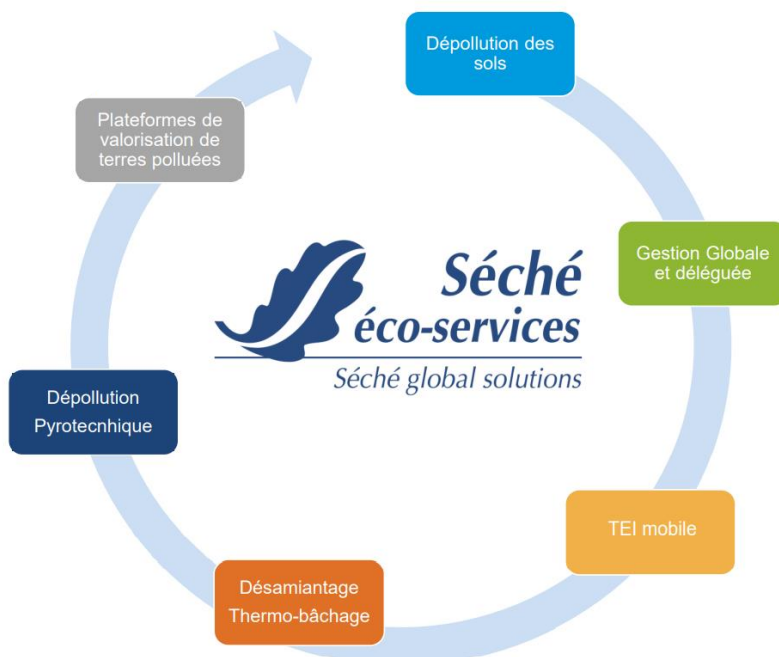 Dépollution des
sols
Gestion Globale
et déléguée
TEI mobile
Désamiantage
Thermo-bâchage
Dépollution
Pyrotecnhique
Plateformes de
valorisation de
terres polluées
Séché
éco-services
Séché global solutions